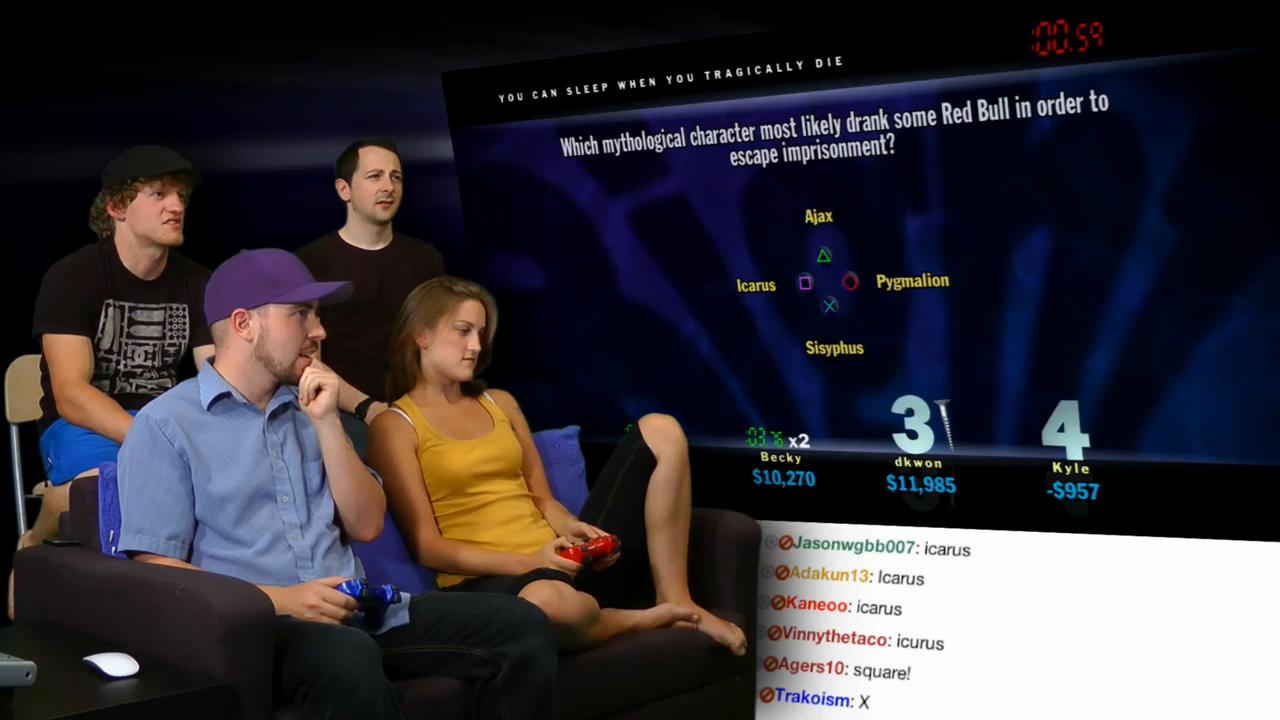 :00.59
YOU CAN SLEEP WHEN YOU TRAGICALLY DIE
Which mythological character most likely drank some Red Bull in order to
escape imprisonment?
Ajax
Icarus
Pygmalion
Sisyphus
x2
Becky
$10,270
3
dkwon
$11,985
4
Kyle
-$957
Jasonwgbb007: icarus
Adakun13: Icarus
Kaneoo: icarus
Vinnythetaco: icurus
Agers10: square!
Trakoism: X